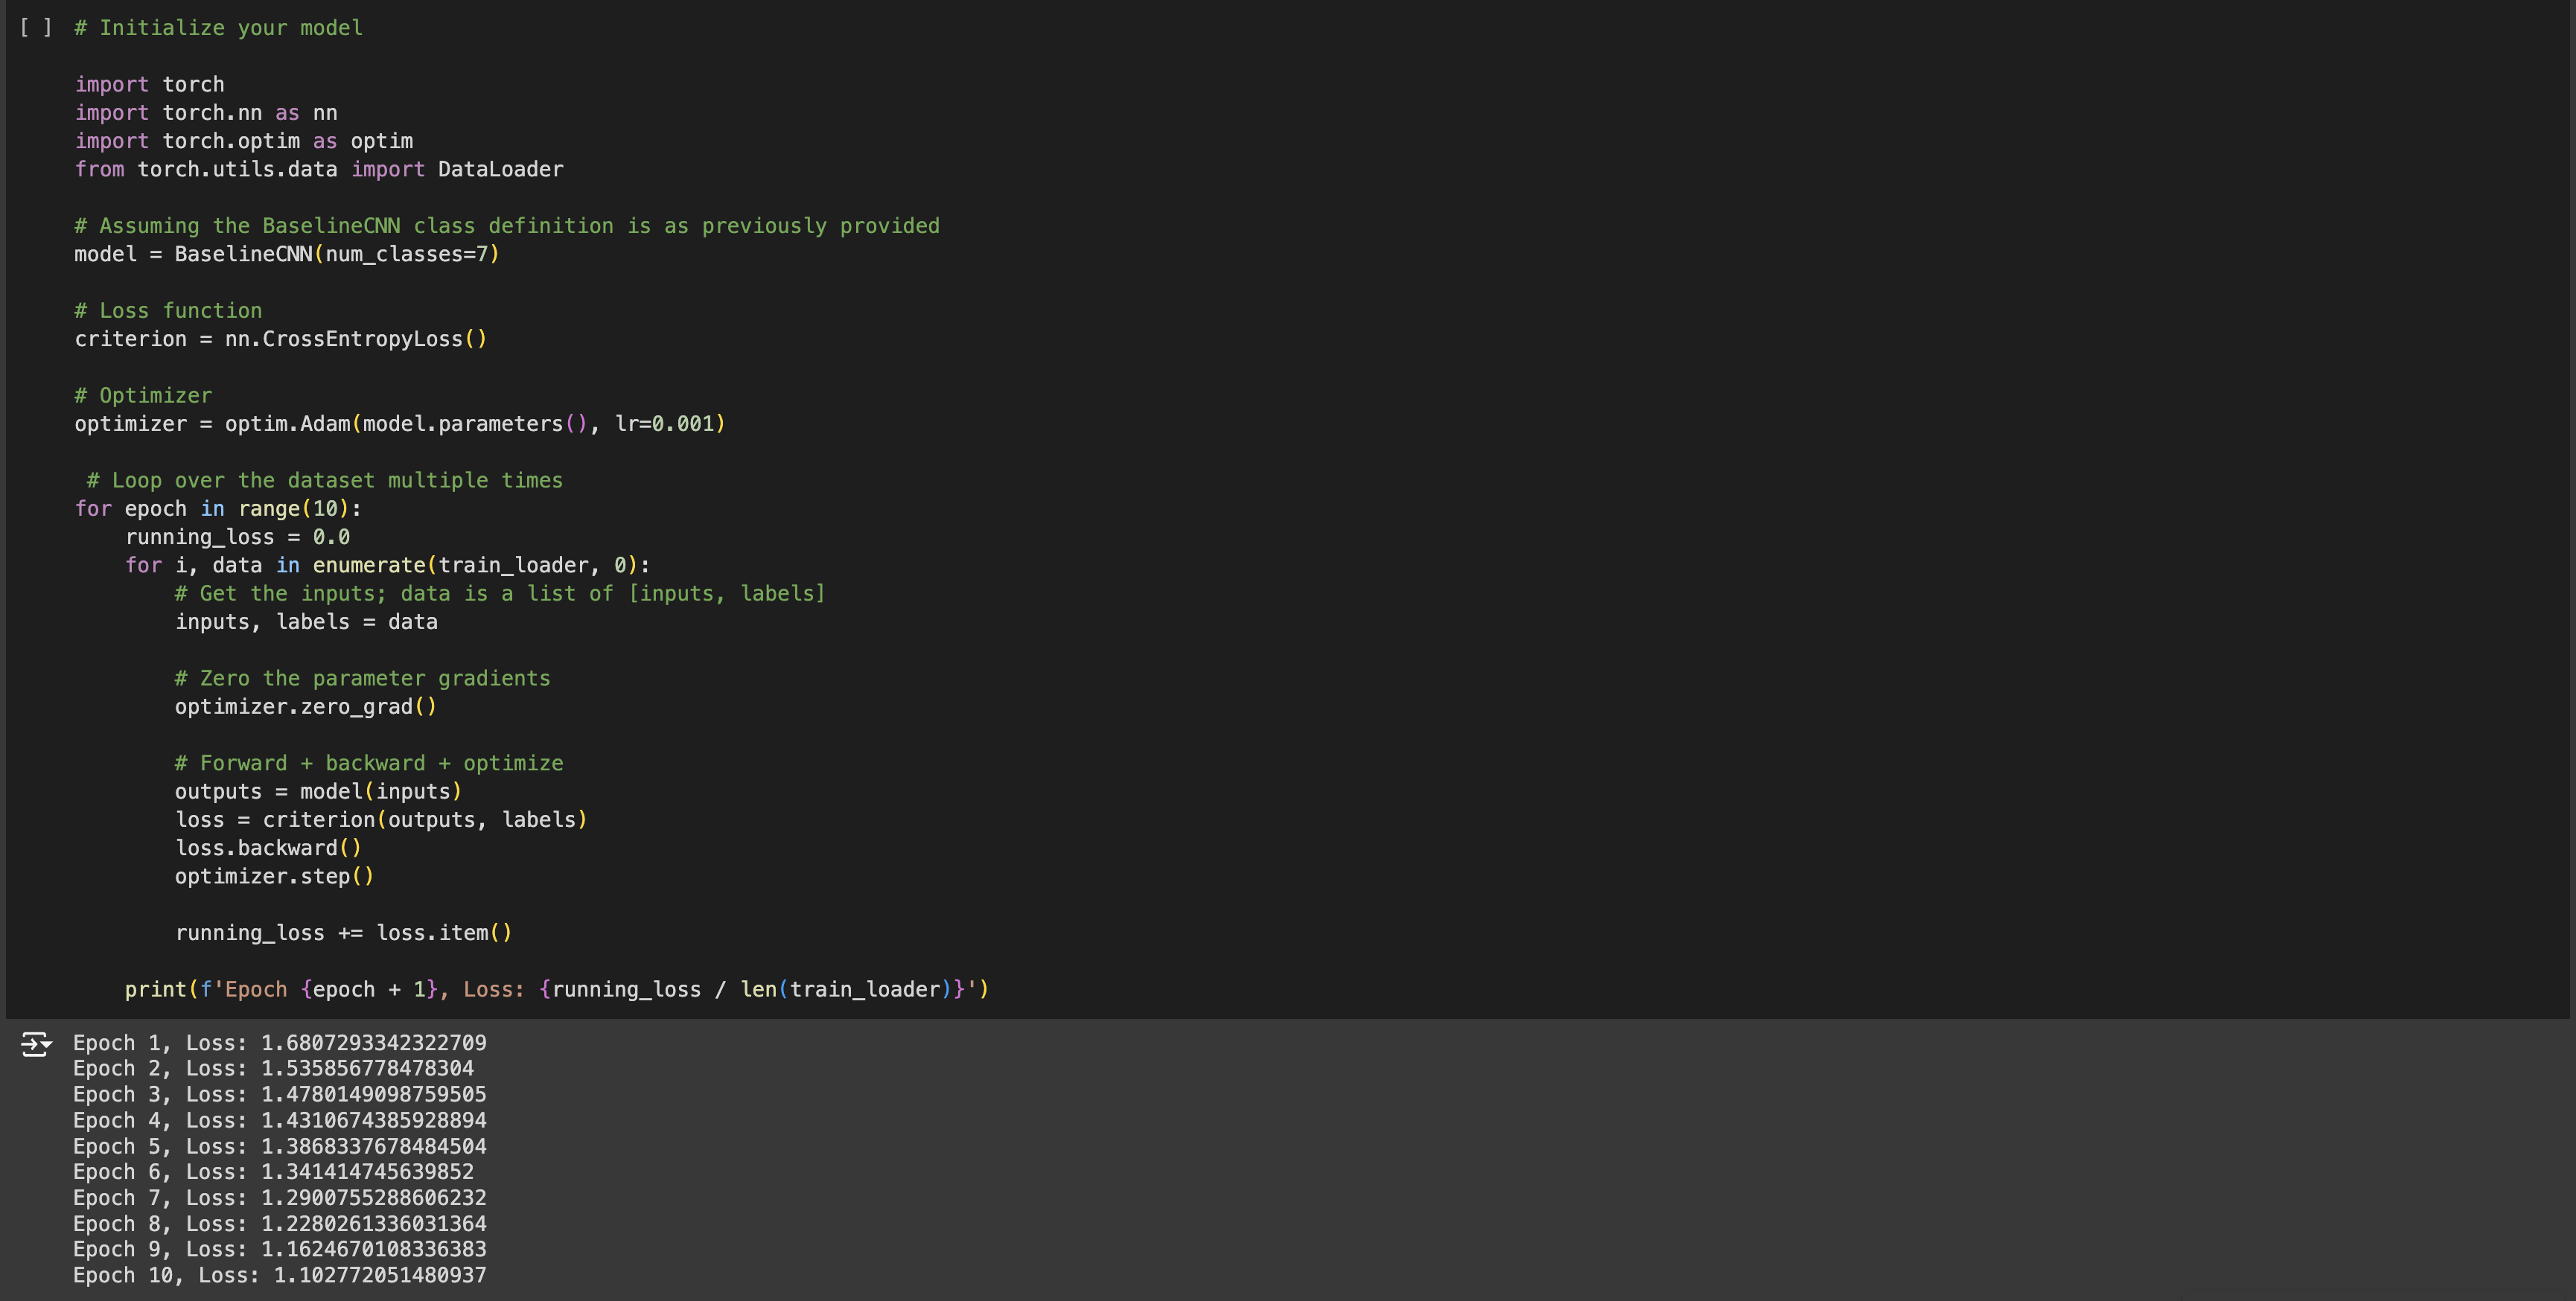 [ ] # Initialize your model
import torch
import torch.nn as nn
import torch.optim as optim
from torch.utils.data import DataLoader
# Assuming the BaselineCNN class definition is as previously provided
model = BaselineCNN(num_classes=7)
# Loss function
criterion = nn.CrossEntropyLoss()
# Optimizer
optimizer = optim.Adam(model.parameters(), lr=0.001)
# Loop over the dataset multiple times
for epoch in range(10):
running_loss = 0.0
for i, data in enumerate(train_loader, 0):
# Get the inputs; data is a list of [inputs, labels]
inputs, labels = data
# Zero the parameter gradients
optimizer.zero_grad()
# Forward + backward + optimize
outputs = model(inputs)
loss = criterion(outputs, labels)
loss.backward()
optimizer.step()
running_loss += loss.item()
print(f'Epoch {epoch + 1}, Loss: {running_loss / len(train_loader)}')
Epoch 1, Loss: 1.6807293342322709
Epoch 2, Loss: 1.535856778478304
Epoch 3, Loss: 1.4780149098759505
Epoch 4, Loss: 1.4310674385928894
Epoch 5, Loss: 1.3868337678484504
Epoch 6, Loss: 1.341414745639852
Epoch 7, Loss: 1.2900755288606232
Epoch 8, Loss: 1.2280261336031364
Epoch 9, Loss: 1.1624670108336383
Epoch 10, Loss: 1.102772051480937